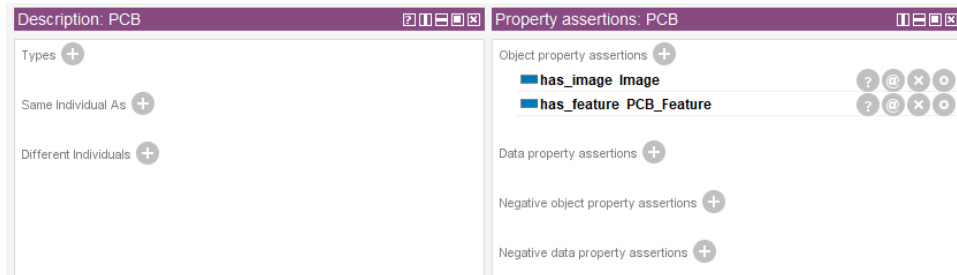 Description: PCB
Types
Same Individual As
Different Individuals
Property assertions: PCB
Object property assertions
has_image Image
has_feature PCB_Feature
Data property assertions
Negative object property assertions
Negative data property assertions